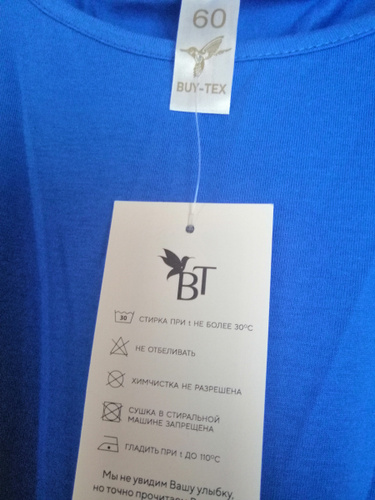 60
BUY-TEX
BT
30 СТИРКА ПРИ t НЕ БОЛЕЕ 30°С
НЕ ОТБЕЛИВАТЬ
ХИМЧИСТКА НЕ РАЗРЕШЕНА
СУШКА В СТИРАЛЬНОЙ
МАШИНЕ ЗАПРЕЩЕНА
ГЛАДИТЬ ПРИ t ДО 110°С
Мы не увидим Вашу улыбку,
но точно прочитаем